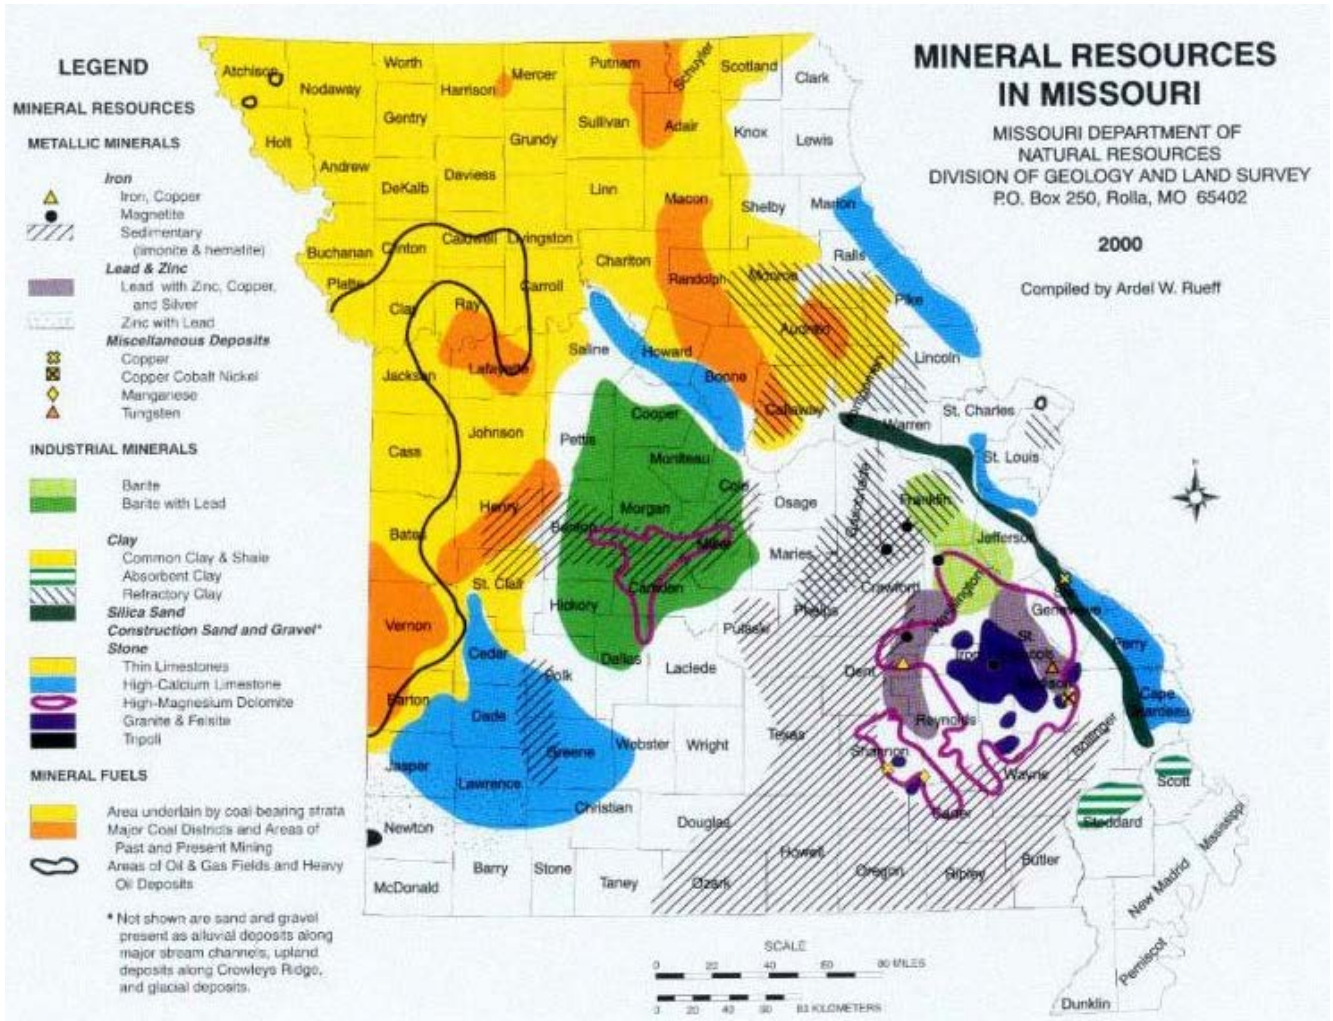 MINERAL RESOURCES
IN MISSOURI
MISSOURI DEPARTMENT OF
NATURAL RESOURCES
DIVISION OF GEOLOGY AND LAND SURVEY
P.O. Box 250, Rolla, MO 65402
2000
Compiled by Ardel W. Rueff
LEGEND
MINERAL RESOURCES
METALLIC MINERALS
Iron
Iron, Copper
Magnetite
Sedimentary
(limonite & hematite)
Lead & Zinc
Lead with Zinc, Copper,
and Silver
Zinc with Lead
Miscellaneous Deposits
Copper
Copper Cobalt Nickel
Manganese
Tungsten
INDUSTRIAL MINERALS
Barite
Barite with Lead
Clay
Common Clay & Shale
Absorbent Clay
Refractory Clay
Silica Sand
Construction Sand and Gravel*
Stone
Thin Limestones
High-Calcium Limestone
High-Magnesium Dolomite
Granite & Felsite
Tripoli
MINERAL FUELS
Area underlain by coal bearing strata
Major Coal Districts and Areas of
Past and Present Mining
Areas of Oil & Gas Fields and Heavy
Oil Deposits
* Not shown are sand and gravel
present as alluvial deposits along
major stream channels, upland
deposits along Crowleys Ridge,
and glacial deposits.
Atchison
Nodaway
Worth
Harrison
Mercer
Putnam
Schuyler
Scotland
Clark
Holt
Gentry
Grundy
Sullivan
Adair
Knox
Lewis
Andrew
DeKalb
Daviess
Linn
Macon
Shelby
Marion
Buchanan
Clinton
Caldwell
Livingston
Chariton
Randolph
Monroe
Ralls
Platte
Clay
Ray
Carroll
Pike
Audrain
Saline
Howard
Boone
Lincoln
Jackson
Lafayette
Callaway
Montgomery
Warren
St. Charles
St. Louis
Cass
Johnson
Pettis
Cooper
Moniteau
Cole
Osage
Gasconade
Franklin
Jefferson
Henry
Benton
Morgan
Miller
Maries
Bates
St. Clair
Camden
Hickory
Crawford
Washington
Genevieve
Phelps
Pulaski
Vernon
Cedar
Polk
Dallas
Laclede
Dent
Iron
St.
Perry
Barton
Dade
Greene
Webster
Wright
Texas
Reynolds
Bollinger
Cape
Girardeau
Jasper
Lawrence
Christian
Shannon
Wayne
Scott
Newton
Douglas
Carter
Stoddard
Mississippi
McDonald
Barry
Stone
Taney
Ozark
Howell
Oregon
Ripley
Butler
New Madrid
Pemiscot
Dunklin
SCALE
0 20 40 60 80 MILES
0 20 40 60 83 KILOMETERS